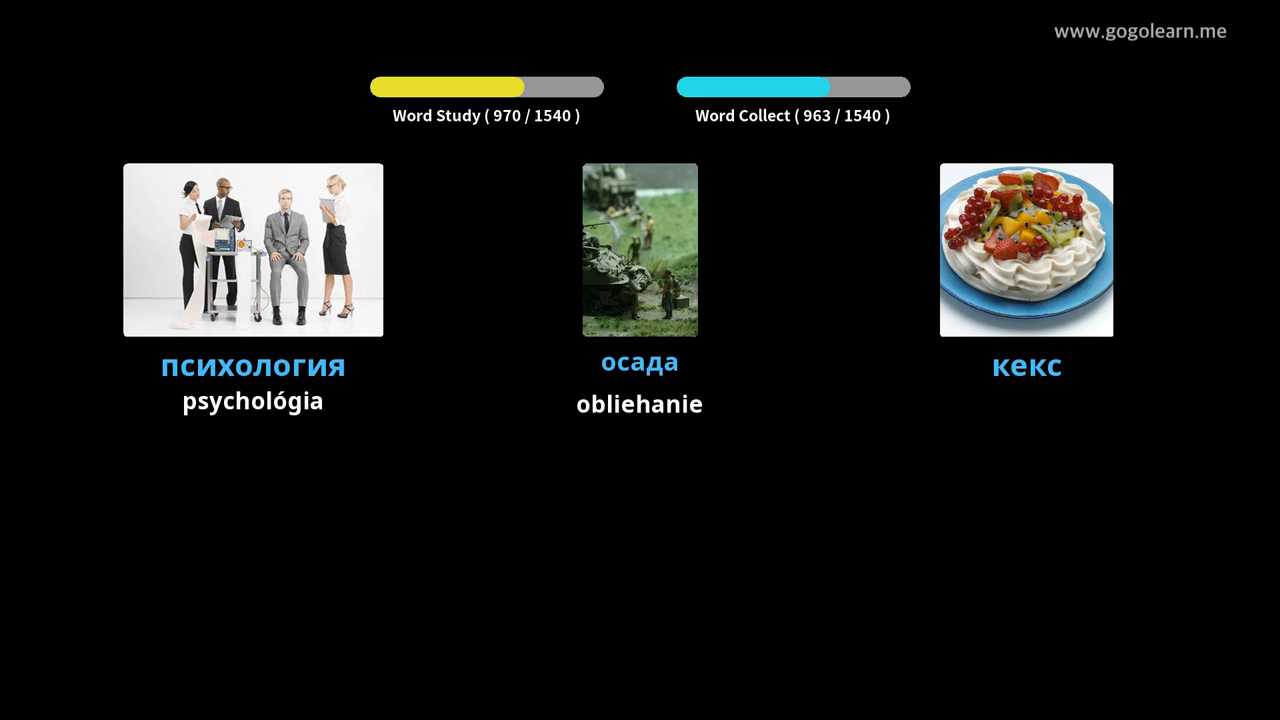 www.gogolearn.me
Word Study ( 970 / 1540 )
Word Collect ( 963 / 1540 )
психология
psychológia
осада
obliehanie
кекс